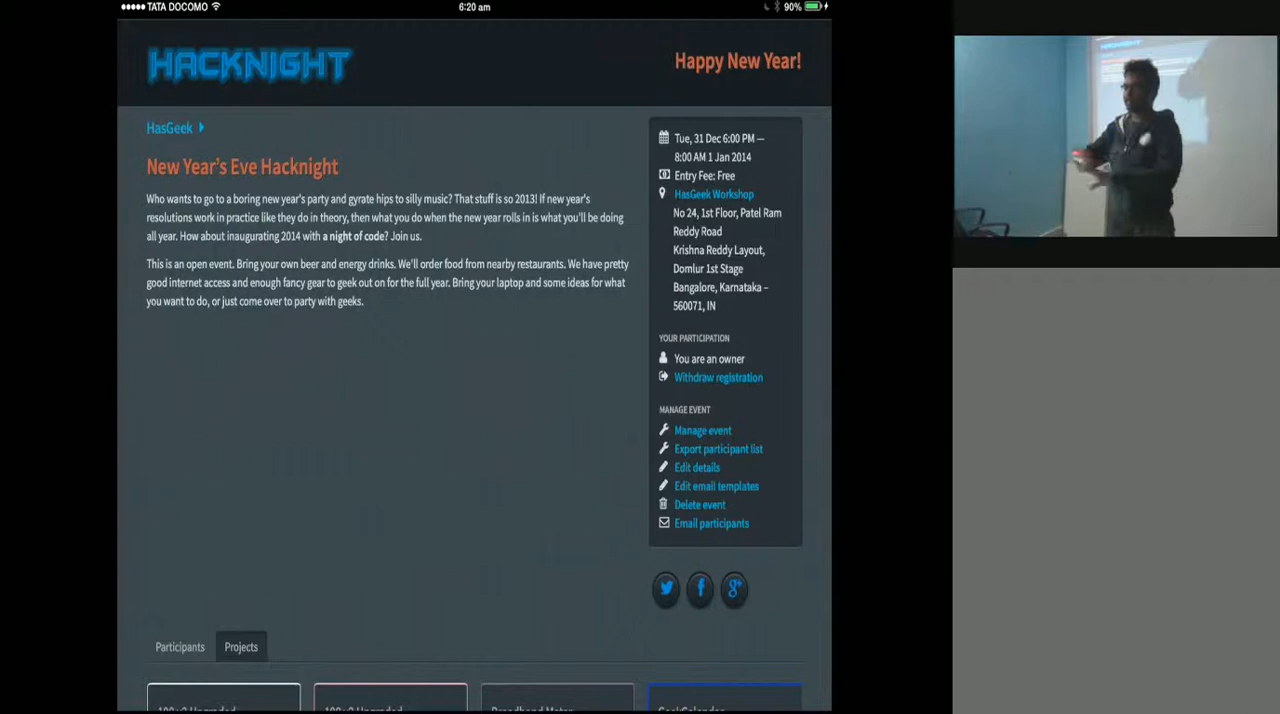 TATA DOCOMO
6:20 am
90%
HACKNIGHT
Happy New Year!
HasGeek
New Year's Eve Hacknight
Who wants to go to a boring new year's party and gyrate hips to silly music? That stuff is so 2013! If new year's
resolutions work in practice like they do in theory, then what you do when the new year rolls in is what you'll be doing
all year. How about inaugurating 2014 with a night of code? Join us.
This is an open event. Bring your own beer and energy drinks. We'll order food from nearby restaurants. We have pretty
good internet access and enough fancy gear to geek out on for the full year. Bring your laptop and some ideas for what
you want to do, or just come over to party with geeks.
Tue, 31 Dec 6:00 PM —
8:00 AM 1 Jan 2014
Entry Fee: Free
HasGeek Workshop
No 24, 1st Floor, Patel Ram
Reddy Road
Krishna Reddy Layout,
Domlur 1st Stage
Bangalore, Karnataka –
560071, IN
YOUR PARTICIPATION
You are an owner
Withdraw registration
MANAGE EVENT
Manage event
Export participant list
Edit details
Edit email templates
Delete event
Email participants
Participants
Projects